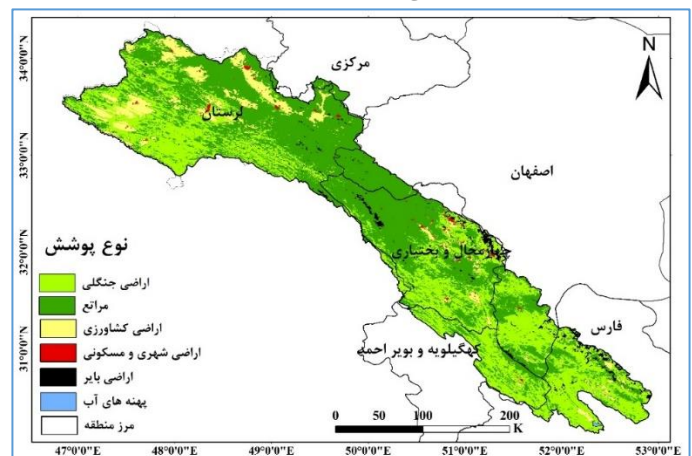 N
مرکزی
لرستان
اصفهان
چهارمحال و بختیاری
فارس
کهگیلویه و بویر احمد
نوع پوشش
اراضی جنگلی
مراتع
اراضی کشاورزی
اراضی شهری و مسکونی
اراضی بایر
پهنه های آب
مرز منطقه
0 50 100 200
K
34°0'0"N
33°0'0"N
32°0'0"N
31°0'0"N
47°0'0"E 48°0'0"E 49°0'0"E 50°0'0"E 51°0'0"E 52°0'0"E 53°0'0"E